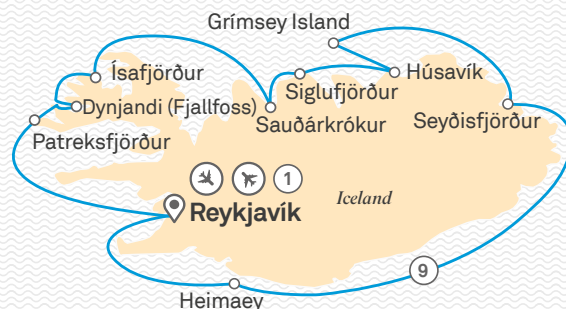 Grímsey Island
Ísafjörður
Húsavík
Siglufjörður
Dynjandi (Fjallfoss)
Sauðárkrókur
Seyðisfjörður
Patreksfjörður
1
Iceland
Reykjavík
9
Heimaey